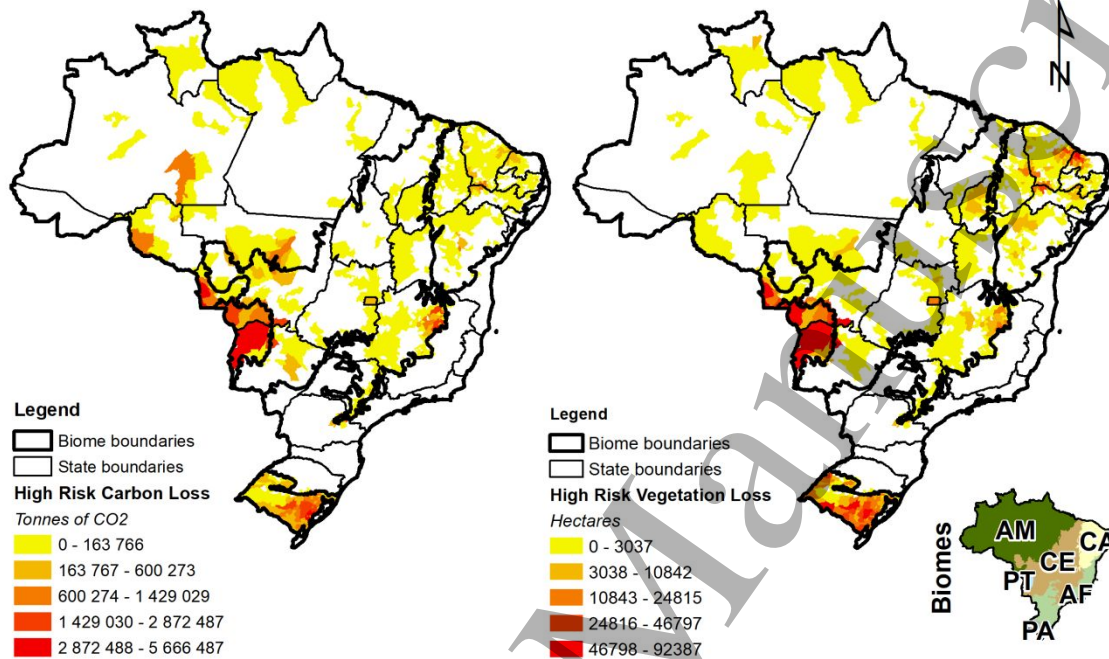 N
Legend
Biome boundaries
State boundaries
High Risk Carbon Loss
Tonnes of CO2
0 - 163 766
163 767 - 600 273
600 274 - 1 429 029
1 429 030 - 2 872 487
2 872 488 - 5 666 487
Legend
Biome boundaries
State boundaries
High Risk Vegetation Loss
Hectares
0 - 3037
3038 - 10842
10843 - 24815
24816 - 46797
46798 - 92387
Biomes
AM
CA
CE
PT
AF
PA
Manuscr